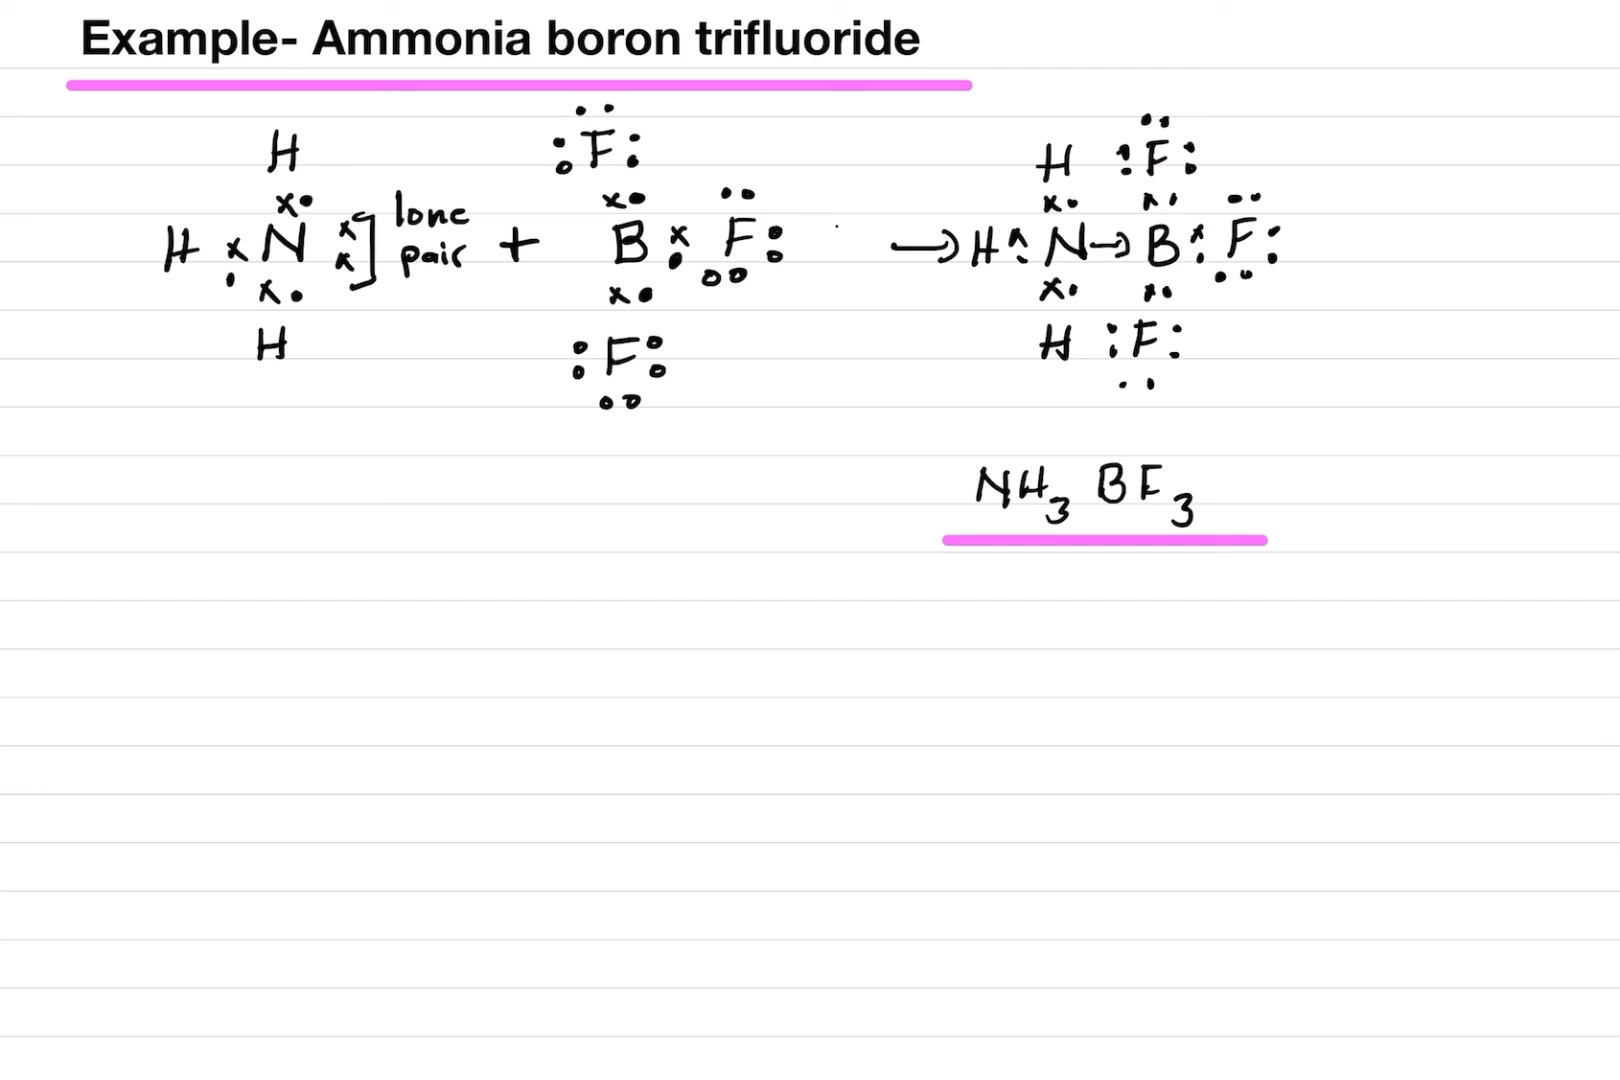 Example- Ammonia boron trifluoride
H :F: H :F:
H N lone pair + B F: → H N→B F:
H :F: H :F:
NH₃ BF₃